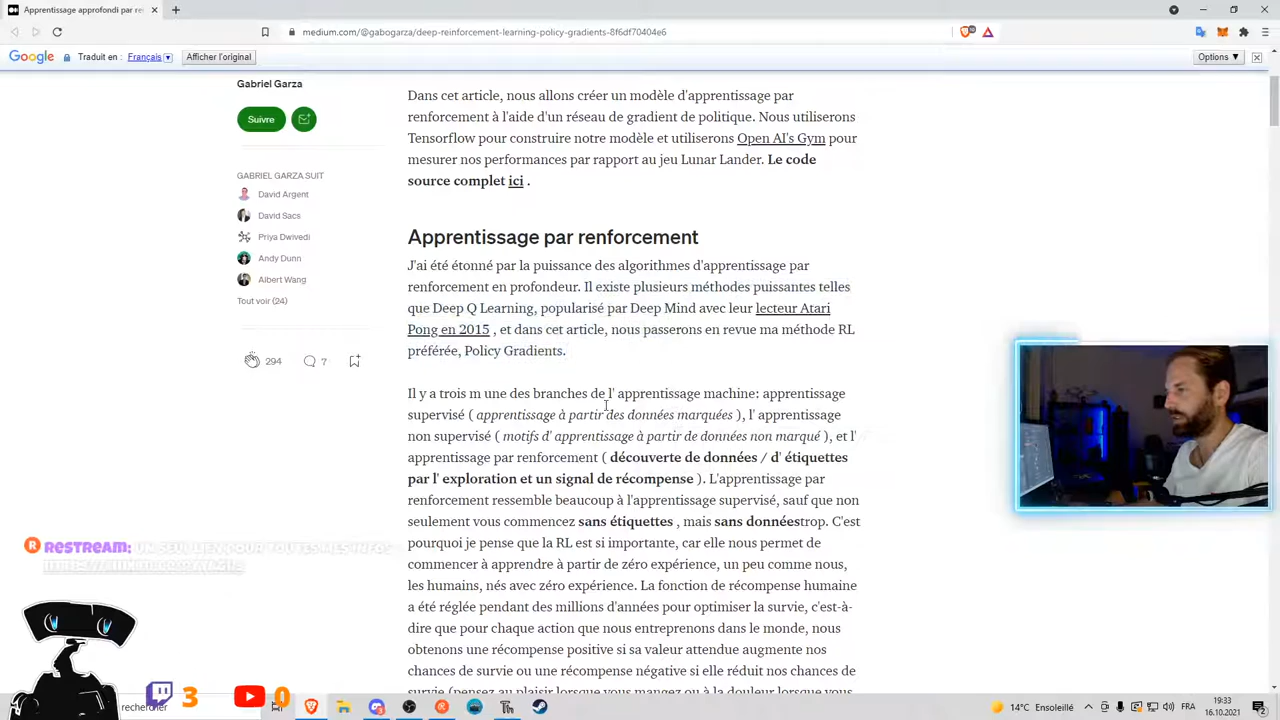 Apprentissage approfondi par re
medium.com/@gabogarza/deep-reinforcement-learning-policy-gradients-8f6df70404e6
Google Traduit en : Français Afficher l'original Options ▼
Gabriel Garza
Suivre
GABRIEL GARZA SUIT
David Argent
David Sacs
Priya Dwivedi
Andy Dunn
Albert Wang
Tout voir (24)
294 7
Dans cet article, nous allons créer un modèle d'apprentissage par
renforcement à l'aide d'un réseau de gradient de politique. Nous utiliserons
Tensorflow pour construire notre modèle et utiliserons Open AI's Gym pour
mesurer nos performances par rapport au jeu Lunar Lander. Le code
source complet ici .
Apprentissage par renforcement
J'ai été étonné par la puissance des algorithmes d'apprentissage par
renforcement en profondeur. Il existe plusieurs méthodes puissantes telles
que Deep Q Learning, popularisé par Deep Mind avec leur lecteur Atari
Pong en 2015 , et dans cet article, nous passerons en revue ma méthode RL
préférée, Policy Gradients.
Il y a trois m une des branches de l' apprentissage machine: apprentissage
supervisé ( apprentissage à partir des données marquées ), l' apprentissage
non supervisé ( motifs d' apprentissage à partir de données non marqué ), et l'
apprentissage par renforcement ( découverte de données / d' étiquettes
par l' exploration et un signal de récompense ). L'apprentissage par
renforcement ressemble beaucoup à l'apprentissage supervisé, sauf que non
seulement vous commencez sans étiquettes , mais sans donnéestrop. C'est
pourquoi je pense que la RL est si importante, car elle nous permet de
commencer à apprendre à partir de zéro expérience, un peu comme nous,
les humains, nés avec zéro expérience. La fonction de récompense humaine
a été réglée pendant des millions d'années pour optimiser la survie, c'est-à-
dire que pour chaque action que nous entreprenons dans le monde, nous
obtenons une récompense positive si sa valeur attendue augmente nos
chances de survie ou une récompense négative si elle réduit nos chances de
survie (pensez au plaisir lorsque vous mangez ou à la douleur lorsque vous
RESTREAM: UN SEUL LIEN POUR TOUTES MES INFOS
3 0
rechercher
14°C Ensoleillé FRA 19:33
16.10.2021